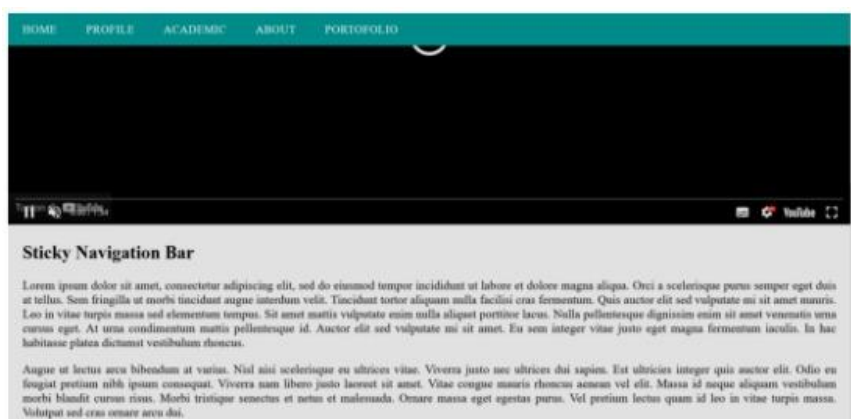 HOME PROFILE ACADEMIC ABOUT PORTOFOLIO
YouTube
Sticky Navigation Bar
Lorem ipsum dolor sit amet, consectetur adipiscing elit, sed do eiusmod tempor incididunt ut labore et dolore magna aliqua. Orci a scelerisque purus semper eget duis
at tellus. Sem fringilla ut morbi tincidunt augue interdum velit. Tincidunt tortor aliquam nulla facilisi cras fermentum. Quis auctor elit sed vulputate mi sit amet mauris.
Leo in vitae turpis massa sed elementum tempus. Sit amet mattis vulputate enim nulla aliquet porttitor lacus. Nulla pellentesque dignissim enim sit amet venenatis urna
cursus eget. At urna condimentum mattis pellentesque id. Auctor elit sed vulputate mi sit amet. Eu sem integer vitae justo eget magna fermentum iaculis. In hac
habitasse platea dictumst vestibulum rhoncus.
Augue ut lectus arcu bibendum at varius. Nisl nisi scelerisque eu ultrices vitae. Viverra justo nec ultrices dui sapien. Est ultricies integer quis auctor elit. Odio eu
feugiat pretium nibh ipsum consequat. Viverra nam libero justo laoreet sit amet. Vitae congue mauris rhoncus aenean vel elit. Massa id neque aliquam vestibulum
morbi blandit cursus risus. Morbi tristique senectus et netus et malesuada. Ornare massa eget egestas purus. Vel pretium lectus quam id leo in vitae turpis massa.
Volutpat sed cras ornare arcu dui.